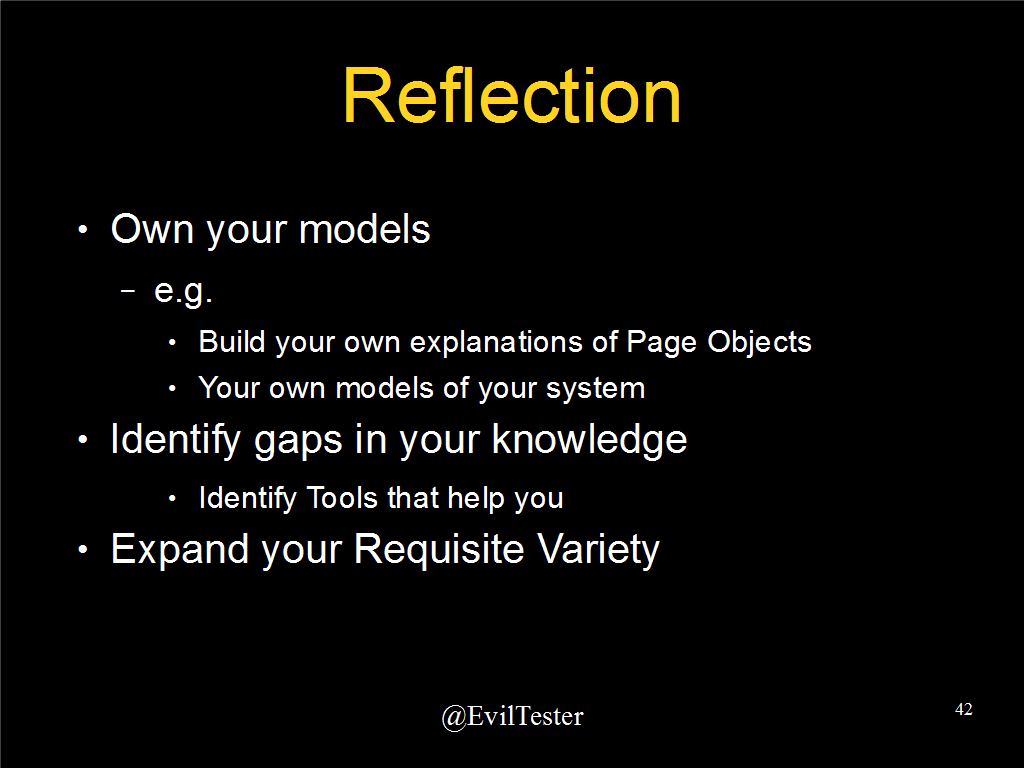 Reflection
• Own your models
– e.g.
• Build your own explanations of Page Objects
• Your own models of your system
• Identify gaps in your knowledge
• Identify Tools that help you
• Expand your Requisite Variety
@EvilTester
42